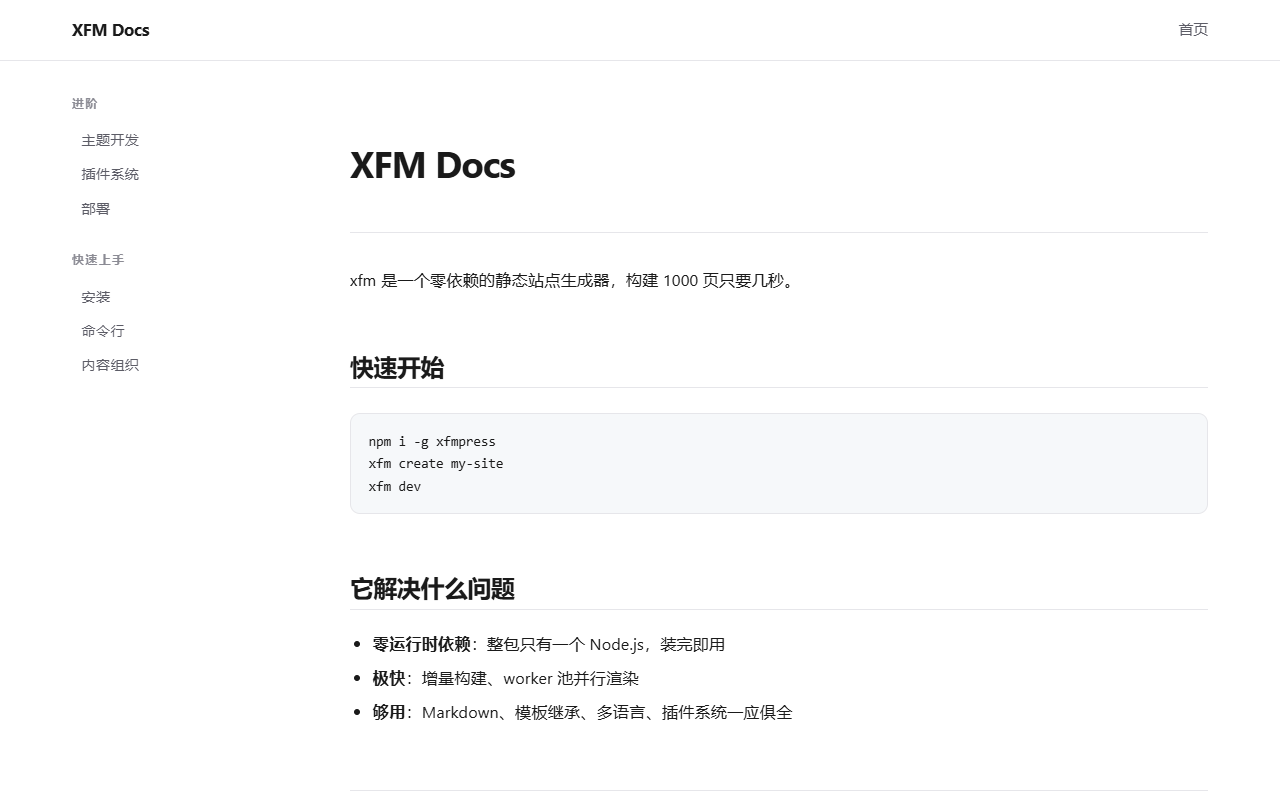 XFM Docs
首页
进阶
主题开发
插件系统
部署
快速上手
安装
命令行
内容组织
XFM Docs
xfm 是一个零依赖的静态站点生成器，构建 1000 页只要几秒。
快速开始
npm i -g xfmpress
xfm create my-site
xfm dev
它解决什么问题
零运行时依赖：整包只有一个 Node.js，装完即用
极快：增量构建、worker 池并行渲染
够用：Markdown、模板继承、多语言、插件系统一应俱全